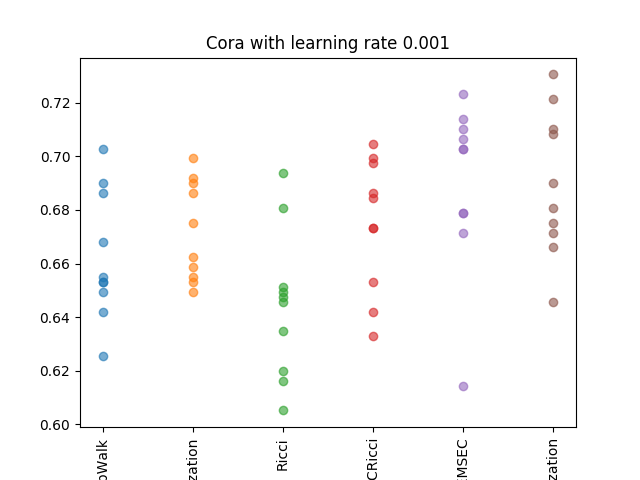 Cora with learning rate 0.001
0.72
0.70
0.68
0.66
0.64
0.62
0.60
Walk
zation
Ricci
CRicci
MSEC
zation